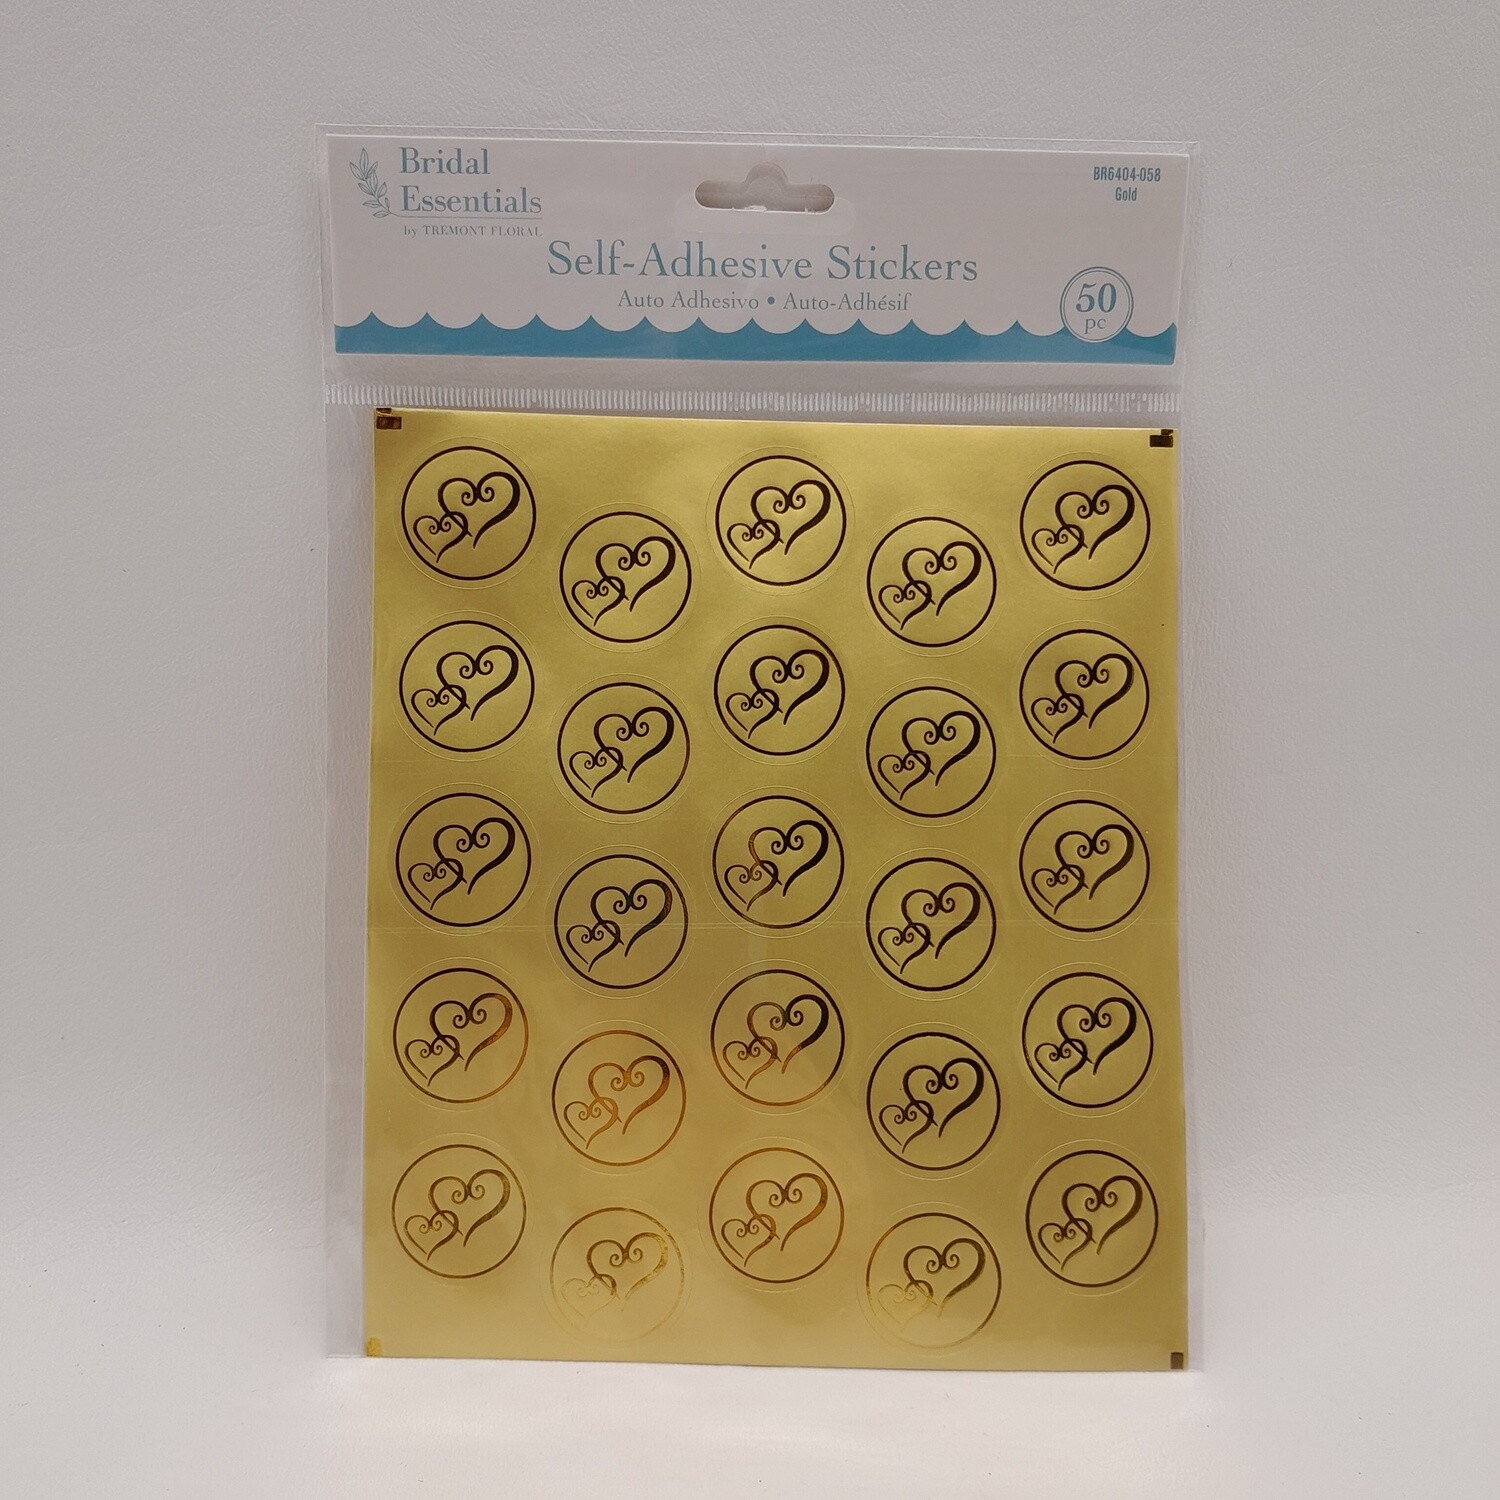 Bridal
Essentials
by TREMONT FLORAL
BR6404-058
Gold
Self-Adhesive Stickers
Auto Adhesivo • Auto-Adhésif
50
pc